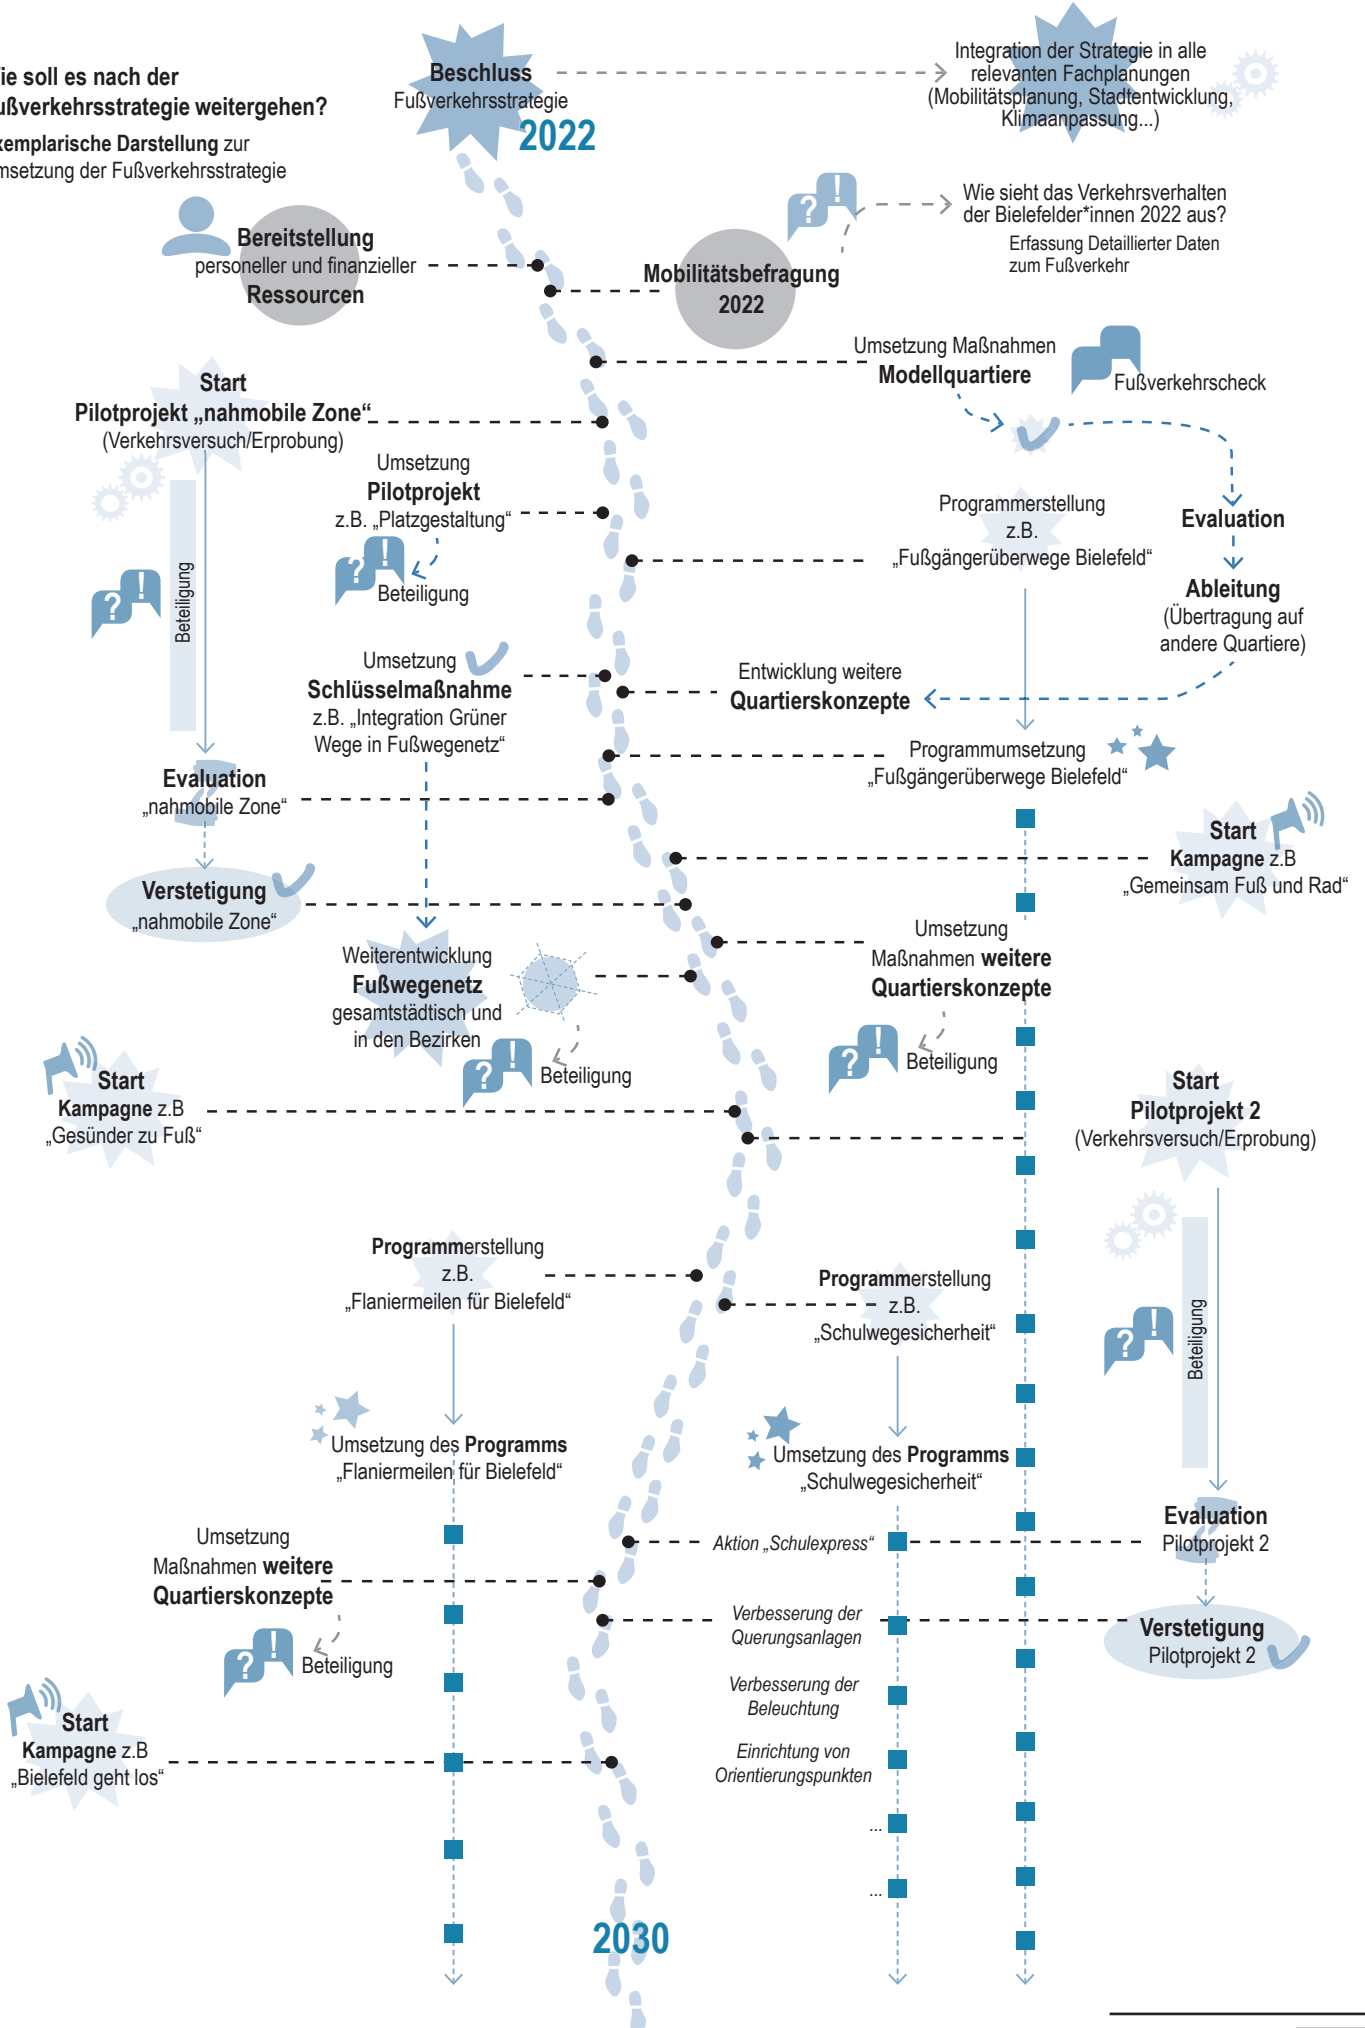 ie soll es nach der
ußverkehrsstrategie weitergehen?
xemplarische Darstellung zur
msetzung der Fußverkehrsstrategie
Beschluss
Fußverkehrsstrategie
2022
Integration der Strategie in alle
relevanten Fachplanungen
(Mobilitätsplanung, Stadtentwicklung,
Klimaanpassung...)
? !
Wie sieht das Verkehrsverhalten
der Bielefelder*innen 2022 aus?
Erfassung Detaillierter Daten
zum Fußverkehr
Bereitstellung
personeller und finanzieller
Ressourcen
Mobilitätsbefragung
2022
Umsetzung Maßnahmen
Modellquartiere
Fußverkehrscheck
Start
Pilotprojekt „nahmobile Zone“
(Verkehrsversuch/Erprobung)
Umsetzung
Pilotprojekt
z.B. „Platzgestaltung“
? !
Beteiligung
Programmerstellung
z.B.
„Fußgängerüberwege Bielefeld“
Evaluation
Ableitung
(Übertragung auf
andere Quartiere)
? !
Beteiligung
Umsetzung
Schlüsselmaßnahme
z.B. „Integration Grüner
Wege in Fußwegenetz“
Entwicklung weitere
Quartierskonzepte
Programmumsetzung
„Fußgängerüberwege Bielefeld“
Evaluation
„nahmobile Zone“
Start
Kampagne z.B
„Gemeinsam Fuß und Rad“
Verstetigung
„nahmobile Zone“
Umsetzung
Maßnahmen weitere
Quartierskonzepte
? !
Beteiligung
Weiterentwicklung
Fußwegenetz
gesamtstädtisch und
in den Bezirken
? !
Beteiligung
Start
Kampagne z.B
„Gesünder zu Fuß“
Start
Pilotprojekt 2
(Verkehrsversuch/Erprobung)
Programmerstellung
z.B.
„Flaniermeilen für Bielefeld“
Programmerstellung
z.B.
„Schulwegesicherheit“
? !
Beteiligung
Umsetzung des Programms
„Flaniermeilen für Bielefeld“
Umsetzung des Programms
„Schulwegesicherheit“
Evaluation
Pilotprojekt 2
Aktion „Schulexpress“
Umsetzung
Maßnahmen weitere
Quartierskonzepte
? !
Beteiligung
Verbesserung der
Querungsanlagen
Verstetigung
Pilotprojekt 2
Verbesserung der
Beleuchtung
Start
Kampagne z.B
„Bielefeld geht los“
Einrichtung von
Orientierungspunkten
...
...
2030